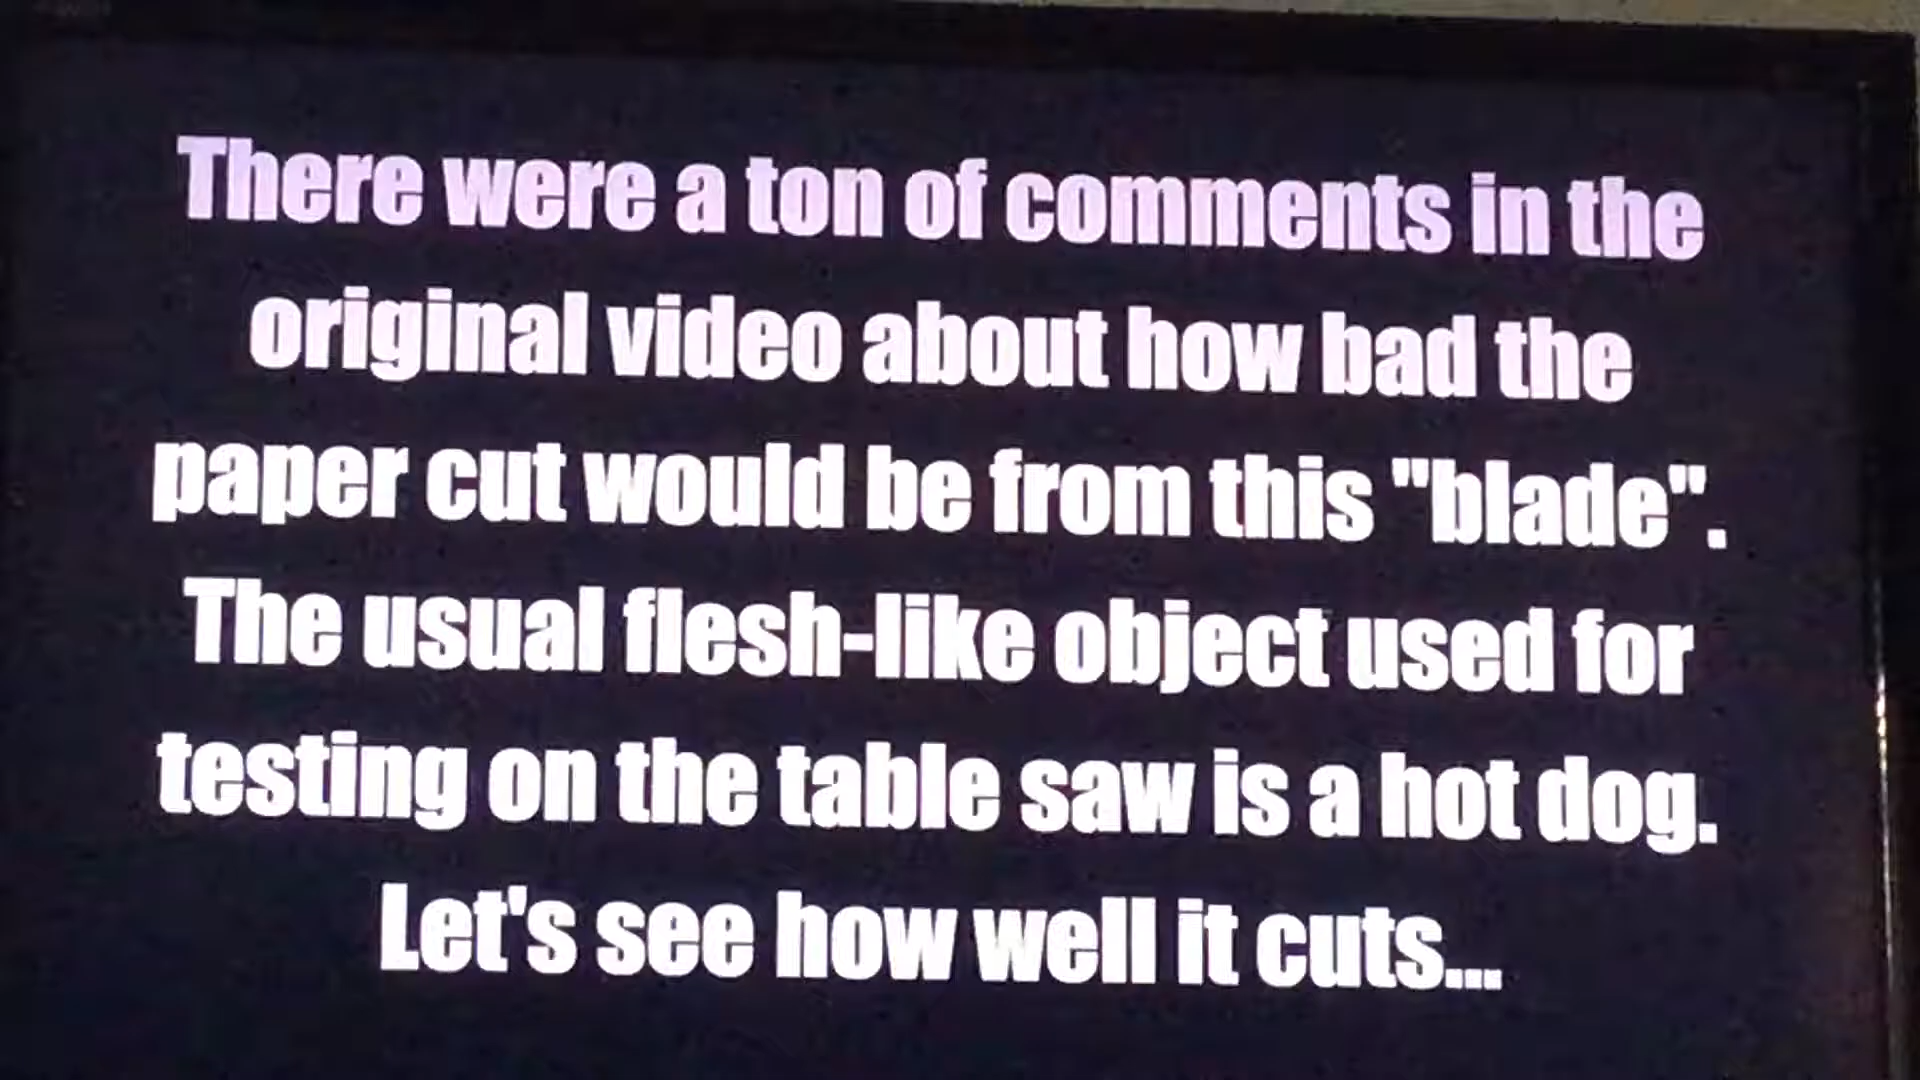 There were a ton of comments in the
original video about how bad the
paper cut would be from this "blade".
The usual flesh-like object used for
testing on the table saw is a hot dog.
Let's see how well it cuts...